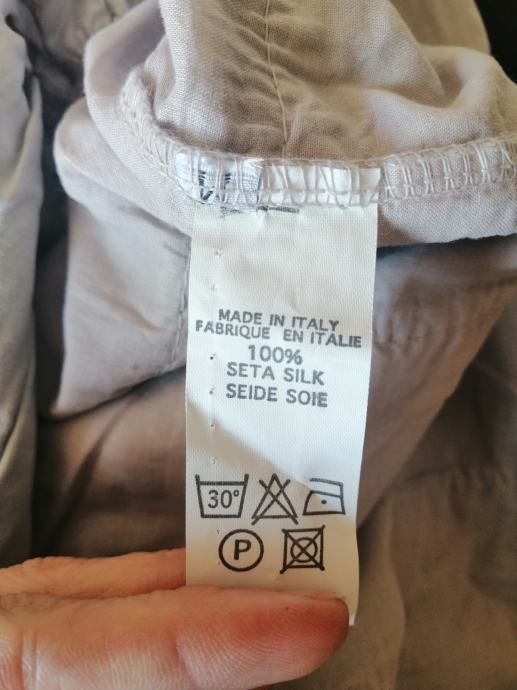 MADE IN ITALY
FABRIQUE EN ITALIE
100%
SETA SILK
SEIDE SOIE
30°
P